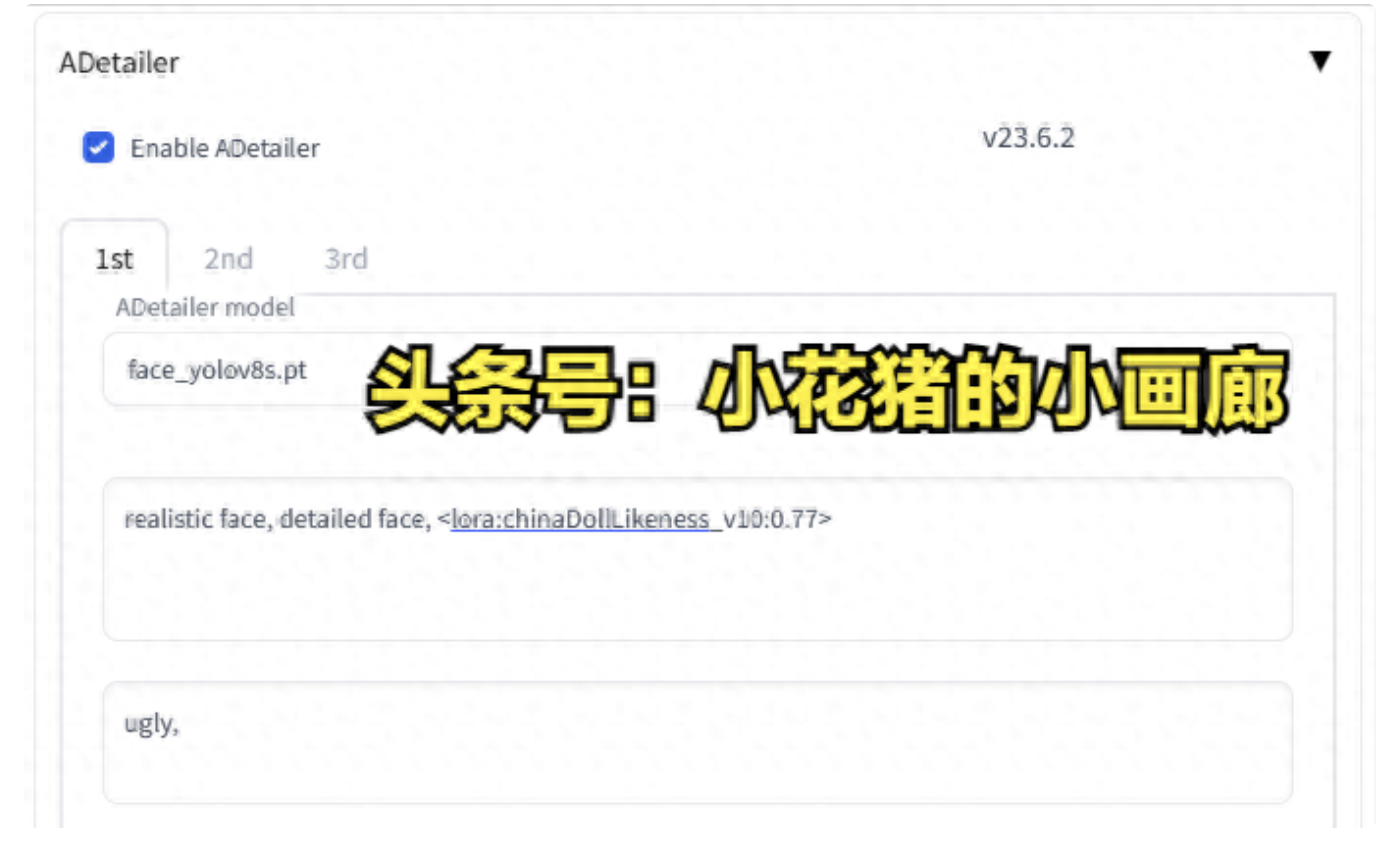 ADetailer
▼
Enable ADetailer
v23.6.2
1st 2nd 3rd
ADetailer model
face_yolov8s.pt
头条号：小花猪的小画廊
realistic face, detailed face, <lora:chinaDollLikeness_v10:0.77>
ugly,